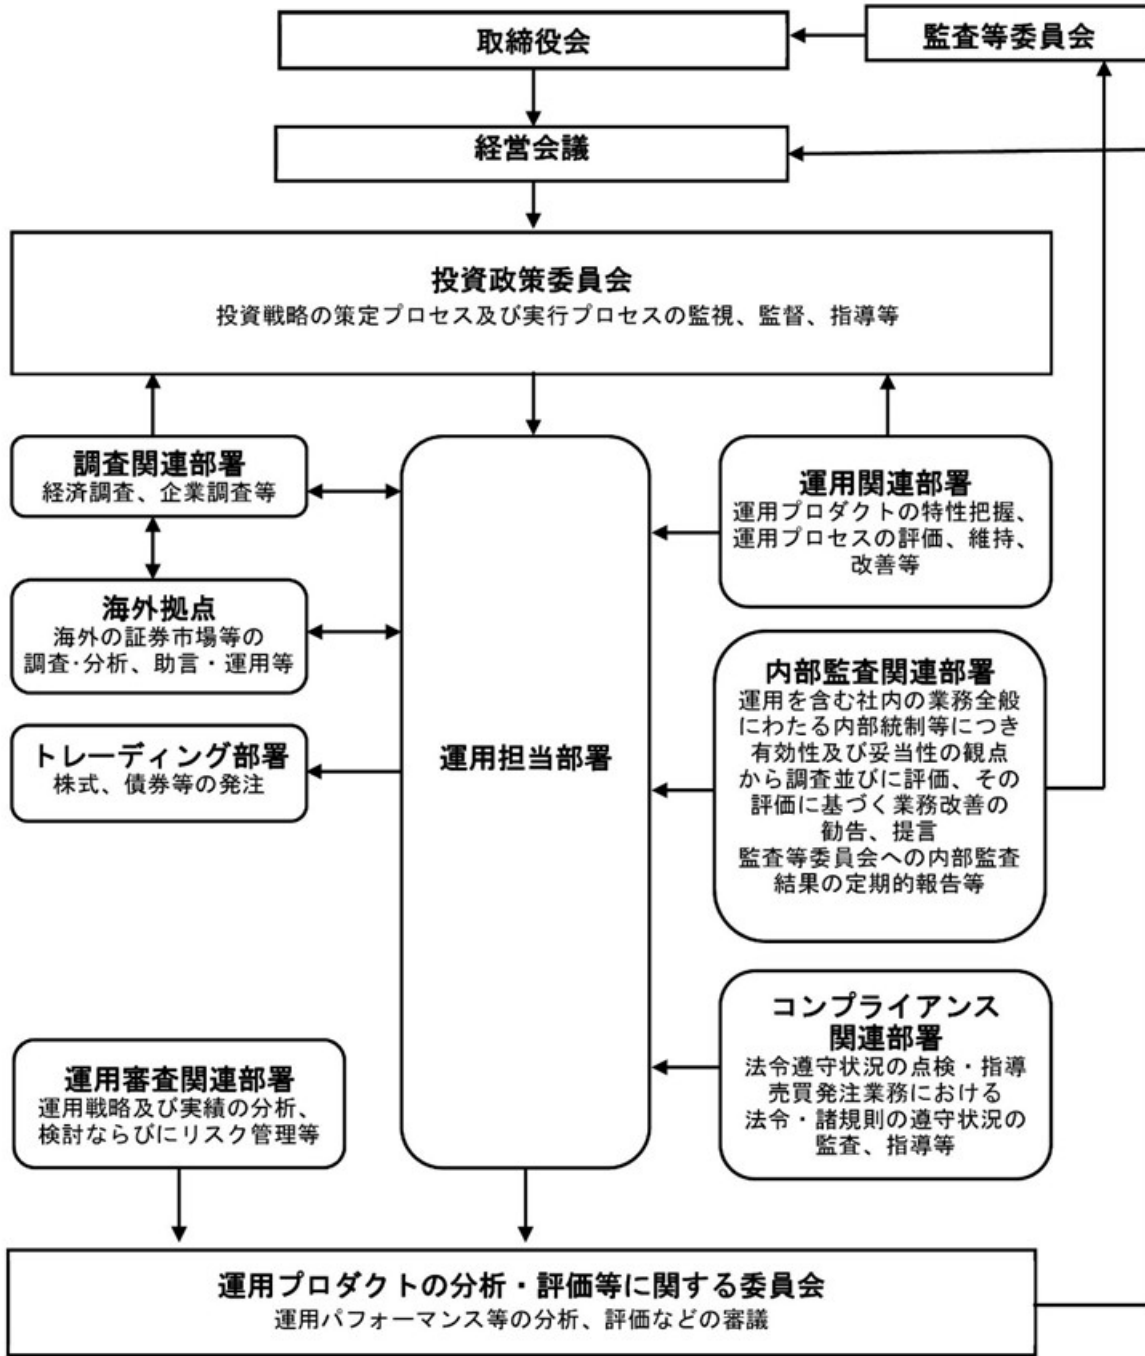 取締役会
監査等委員会
経営会議
投資政策委員会
投資戦略の策定プロセス及び実行プロセスの監視、監督、指導等
調査関連部署
経済調査、企業調査等
海外拠点
海外の証券市場等の
調査・分析、助言・運用等
トレーディング部署
株式、債券等の発注
運用審査関連部署
運用戦略及び実績の分析、
検討ならびにリスク管理等
運用担当部署
運用関連部署
運用プロダクトの特性把握、
運用プロセスの評価、維持、
改善等
内部監査関連部署
運用を含む社内の業務全般
にわたる内部統制等につき
有効性及び妥当性の観点
から調査並びに評価、その
評価に基づく業務改善の
勧告、提言
監査等委員会への内部監査
結果の定期的報告等
コンプライアンス
関連部署
法令遵守状況の点検・指導
売買発注業務における
法令・諸規則の遵守状況の
監査、指導等
運用プロダクトの分析・評価等に関する委員会
運用パフォーマンス等の分析、評価などの審議